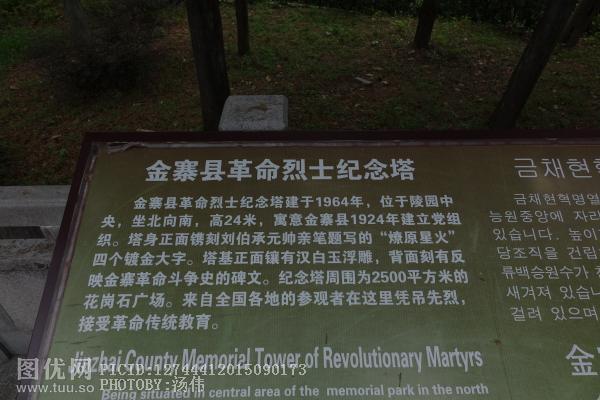 金寨县革命烈士纪念塔
金寨县革命烈士纪念塔建于1964年，位于陵园中
央，坐北向南，高24米，寓意金寨县1924年建立党组
织。塔身正面镌刻刘伯承元帅亲笔题写的“燎原星火”
四个镀金大字。塔基正面镶有汉白玉浮雕，背面刻有反
映金寨革命斗争史的碑文。纪念塔周围为2500平方米的
花岗石广场。来自全国各地的参观者在这里凭吊先烈，
接受革命传统教育。
Jinzhai County Memorial Tower of Revolutionary Martyrs
Being situated in central area of the memorial park in the north
금채현혁
금채현혁명열
능원중앙에 자리
있습니다. 높이
당조직을 건립
류백승원수가 친
새겨져 있습니
걸려 있으며
金
图优网
www.tuu.so
PICID:12744412015090173
PHOTOBY:汤伟